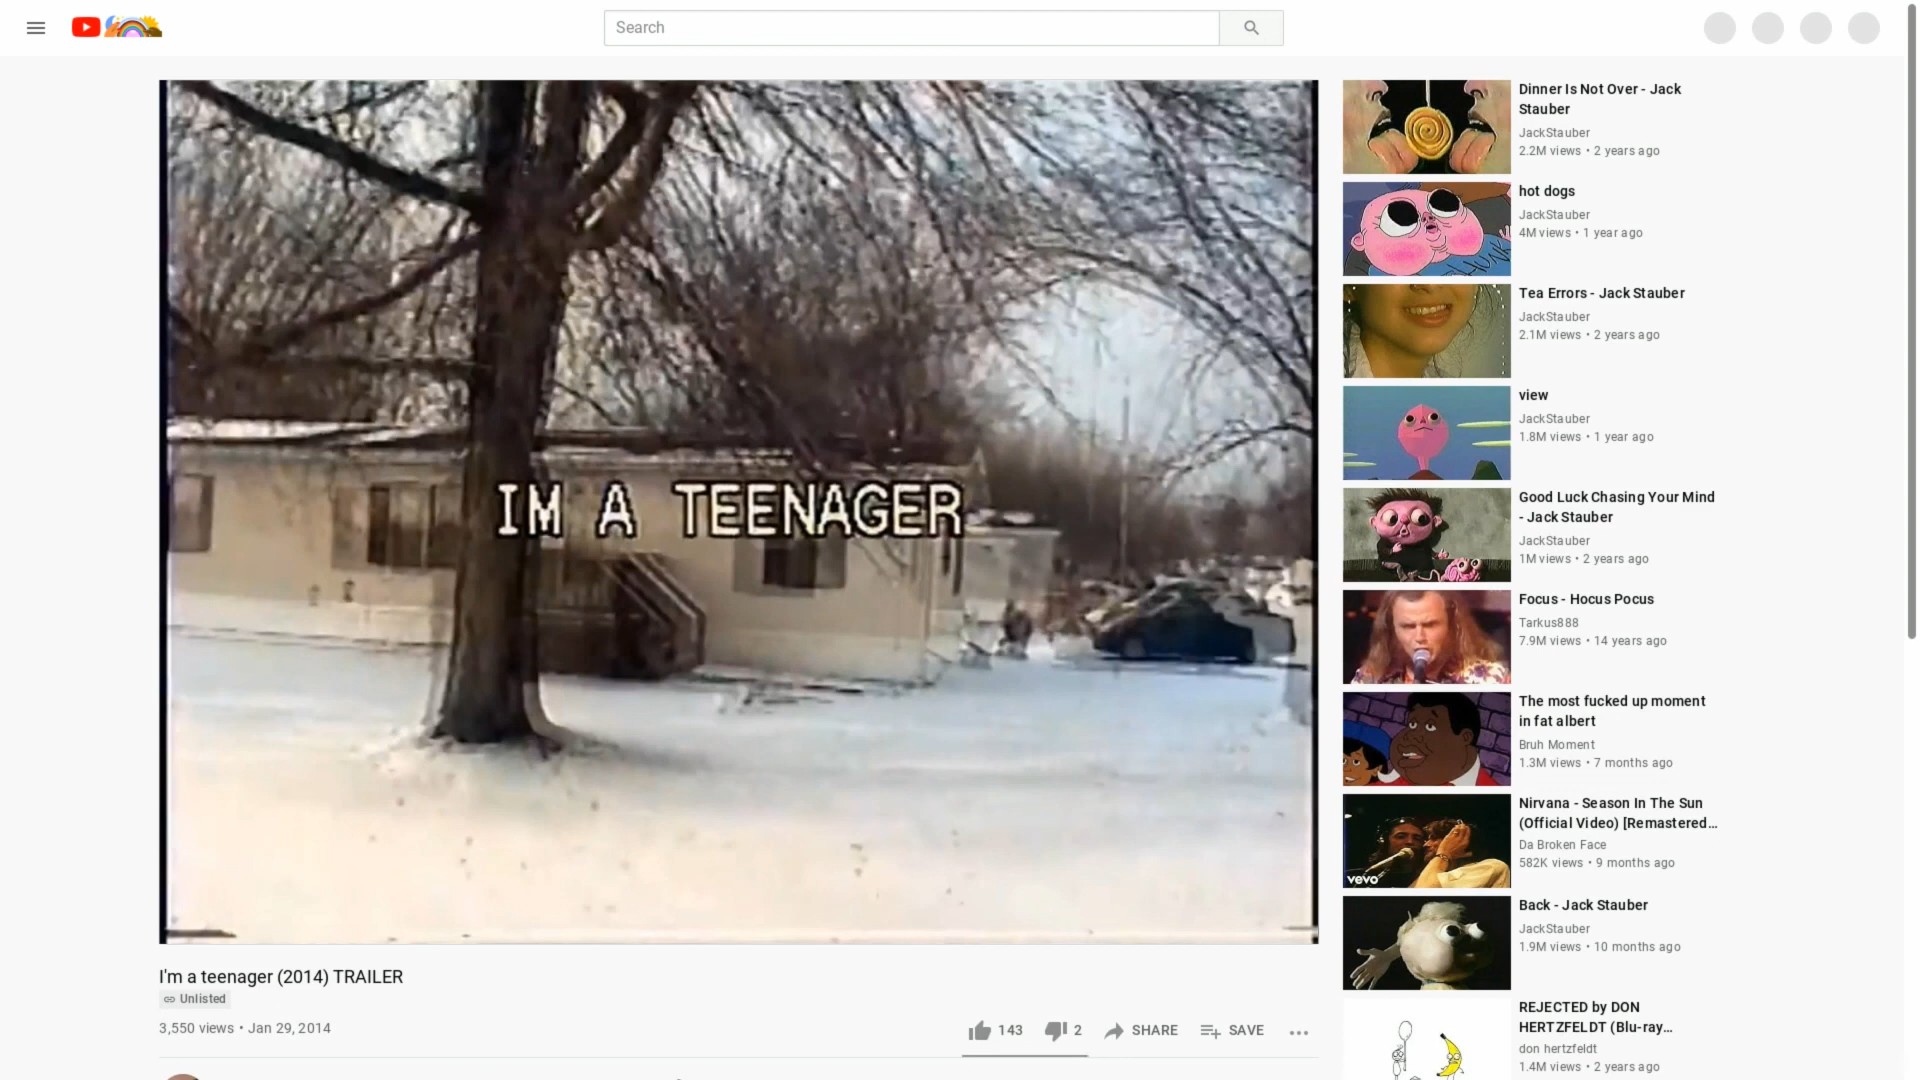 Search
IM A TEENAGER
I'm a teenager (2014) TRAILER
Unlisted
3,550 views • Jan 29, 2014
143
2
SHARE
SAVE
Dinner Is Not Over - Jack
Stauber
JackStauber
2.2M views • 2 years ago
hot dogs
JackStauber
4M views • 1 year ago
Tea Errors - Jack Stauber
JackStauber
2.1M views • 2 years ago
view
JackStauber
1.8M views • 1 year ago
Good Luck Chasing Your Mind
- Jack Stauber
JackStauber
1M views • 2 years ago
Focus - Hocus Pocus
Tarkus888
7.9M views • 14 years ago
The most fucked up moment
in fat albert
Bruh Moment
1.3M views • 7 months ago
vevo
Nirvana - Season In The Sun
(Official Video) [Remastered...
Da Broken Face
582K views • 9 months ago
Back - Jack Stauber
JackStauber
1.9M views • 10 months ago
REJECTED by DON
HERTZFELDT (Blu-ray...
don hertzfeldt
1.4M views • 2 years ago